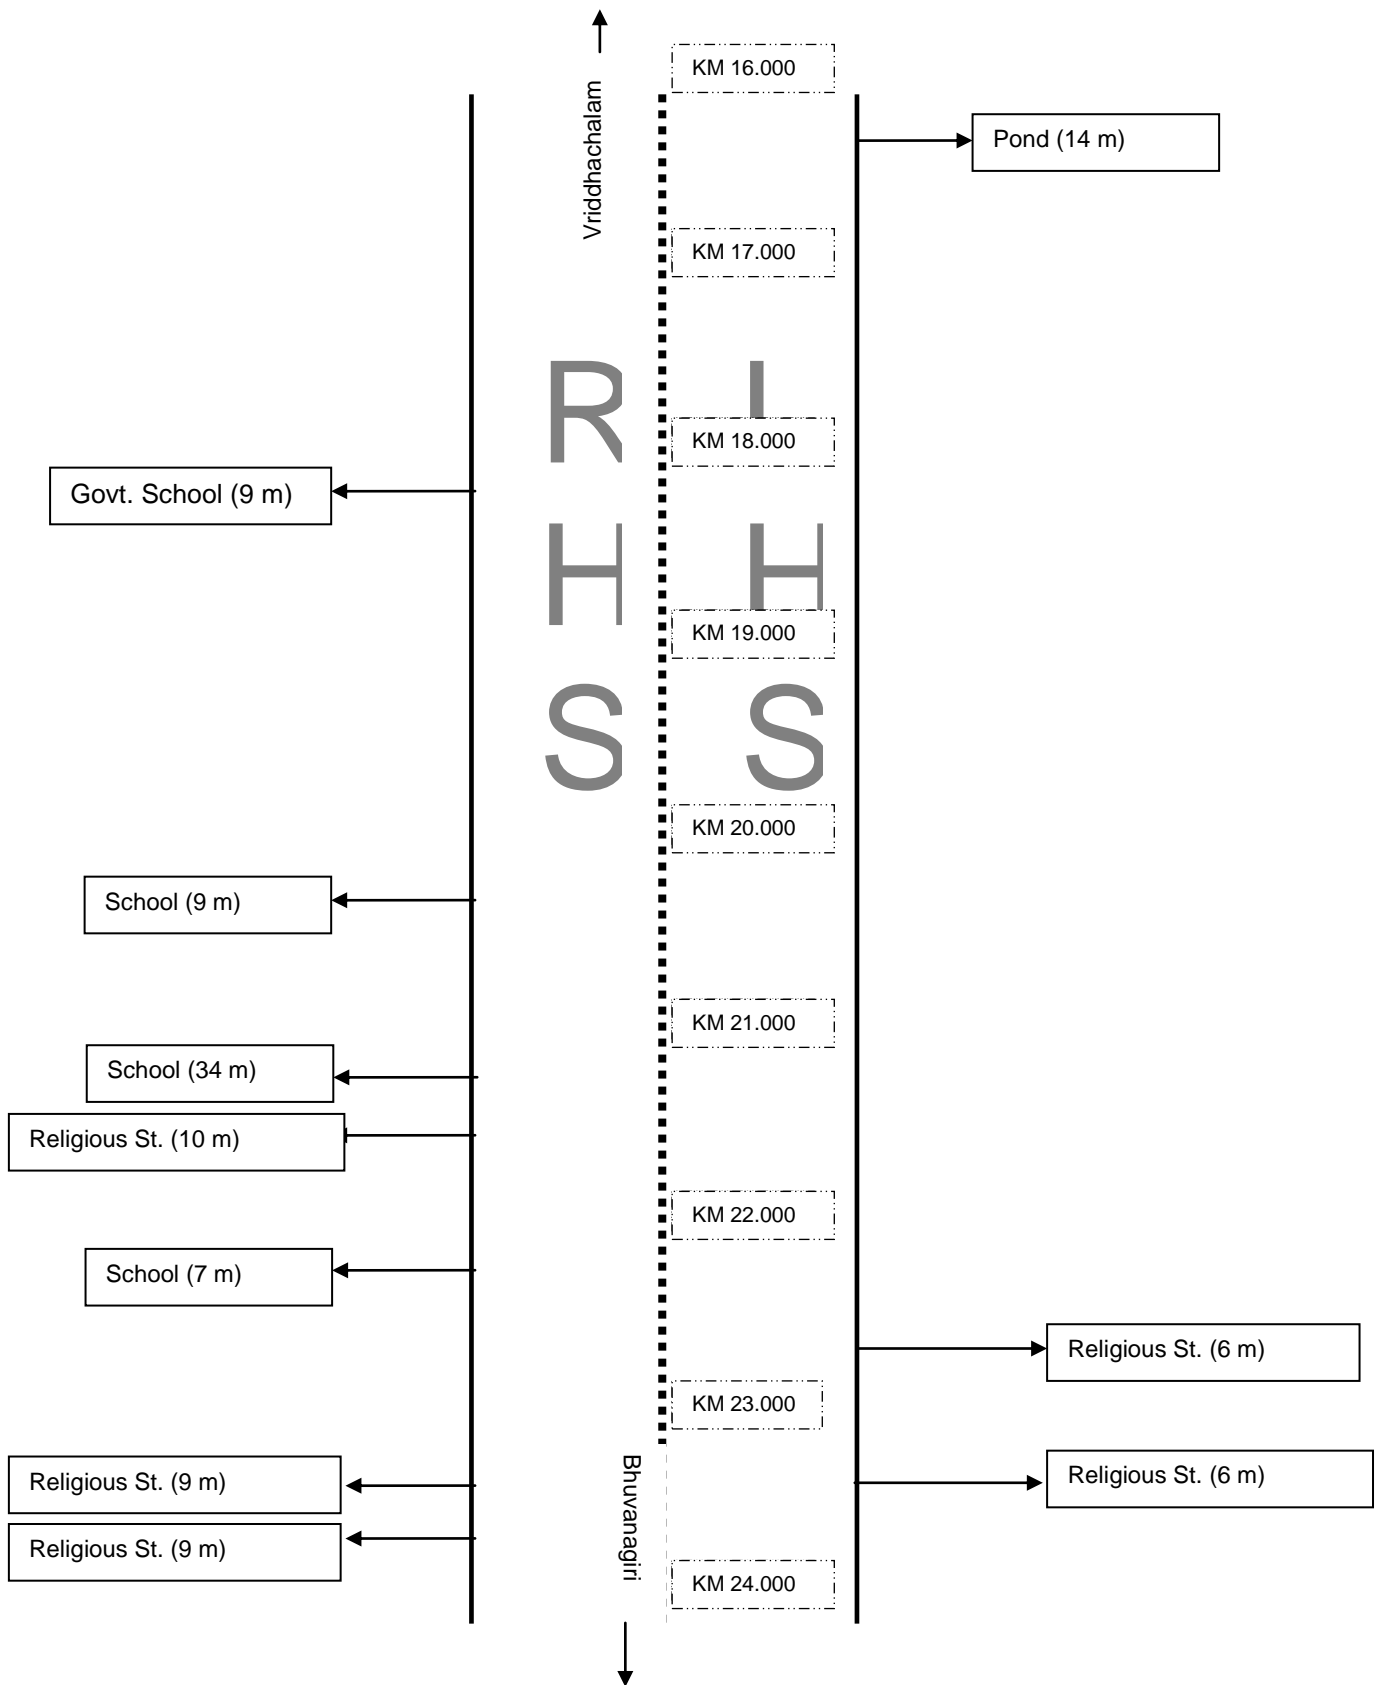 KM 16.000
Vriddhachalam
Pond (14 m)
KM 17.000
R L
KM 18.000
Govt. School (9 m)
H H
KM 19.000
S S
KM 20.000
School (9 m)
KM 21.000
School (34 m)
Religious St. (10 m)
KM 22.000
School (7 m)
Religious St. (6 m)
KM 23.000
Bhuvanagiri
Religious St. (9 m)
Religious St. (6 m)
Religious St. (9 m)
KM 24.000